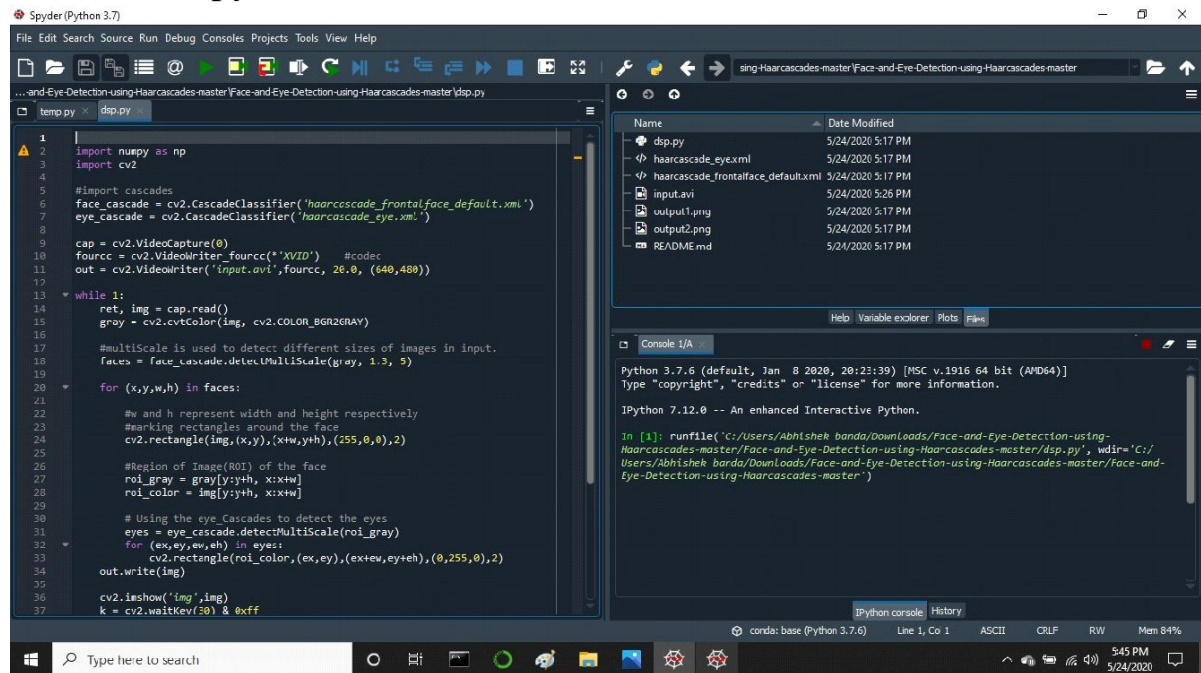 Spyder (Python 3.7)
File Edit Search Source Run Debug Consoles Projects Tools View Help
sing-Haarcascades-master\Face-and-Eye-Detection-using-Haarcascades-master
...-and-Eye-Detection-using-Haarcascades-master\Face-and-Eye-Detection-using-Haarcascades-master\dsp.py
temp.py
dsp.py
1
2 import numpy as np
3 import cv2
4
5 #import cascades
6 face_cascade = cv2.CascadeClassifier('haarcascade_frontalface_default.xml')
7 eye_cascade = cv2.CascadeClassifier('haarcascade_eye.xml')
8
9 cap = cv2.VideoCapture(0)
10 fourcc = cv2.VideoWriter_fourcc(*'XVID') #codec
11 out = cv2.VideoWriter('input.avi',fourcc, 20.0, (640,480))
12
13 while 1:
14 ret, img = cap.read()
15 gray = cv2.cvtColor(img, cv2.COLOR_BGR2GRAY)
16
17 #multiScale is used to detect different sizes of images in input.
18 faces = face_cascade.detectMultiScale(gray, 1.3, 5)
19
20 for (x,y,w,h) in faces:
21
22 #w and h represent width and height respectively
23 #marking rectangles around the face
24 cv2.rectangle(img,(x,y),(x+w,y+h),(255,0,0),2)
25
26 #Region of Image(ROI) of the face
27 roi_gray = gray[y:y+h, x:x+w]
28 roi_color = img[y:y+h, x:x+w]
29
30 # Using the eye_Cascades to detect the eyes
31 eyes = eye_cascade.detectMultiScale(roi_gray)
32 for (ex,ey,ew,eh) in eyes:
33 cv2.rectangle(roi_color,(ex,ey),(ex+ew,ey+eh),(0,255,0),2)
34 out.write(img)
35
36 cv2.imshow('img',img)
37 k = cv2.waitKey(30) & 0xff
Name Date Modified
dsp.py 5/24/2020 5:17 PM
haarcascade_eye.xml 5/24/2020 5:17 PM
haarcascade_frontalface_default.xml 5/24/2020 5:17 PM
input.avi 5/24/2020 5:26 PM
output1.png 5/24/2020 5:17 PM
output2.png 5/24/2020 5:17 PM
README.md 5/24/2020 5:17 PM
Help Variable explorer Plots Files
Console 1/A
Python 3.7.6 (default, Jan 8 2020, 20:23:39) [MSC v.1916 64 bit (AMD64)]
Type "copyright", "credits" or "license" for more information.
IPython 7.12.0 -- An enhanced Interactive Python.
In [1]: runfile('C:/Users/Abhishek banda/Downloads/Face-and-Eye-Detection-using-
Haarcascades-master/Face-and-Eye-Detection-using-Haarcascades-master/dsp.py', wdir='C:/
Users/Abhishek banda/Downloads/Face-and-Eye-Detection-using-Haarcascades-master/Face-and-
Eye-Detection-using-Haarcascades-master')
IPython console History
conda: base (Python 3.7.6) Line 1, Col 1 ASCII CRLF RW Mem 84%
Type here to search
5:45 PM
5/24/2020